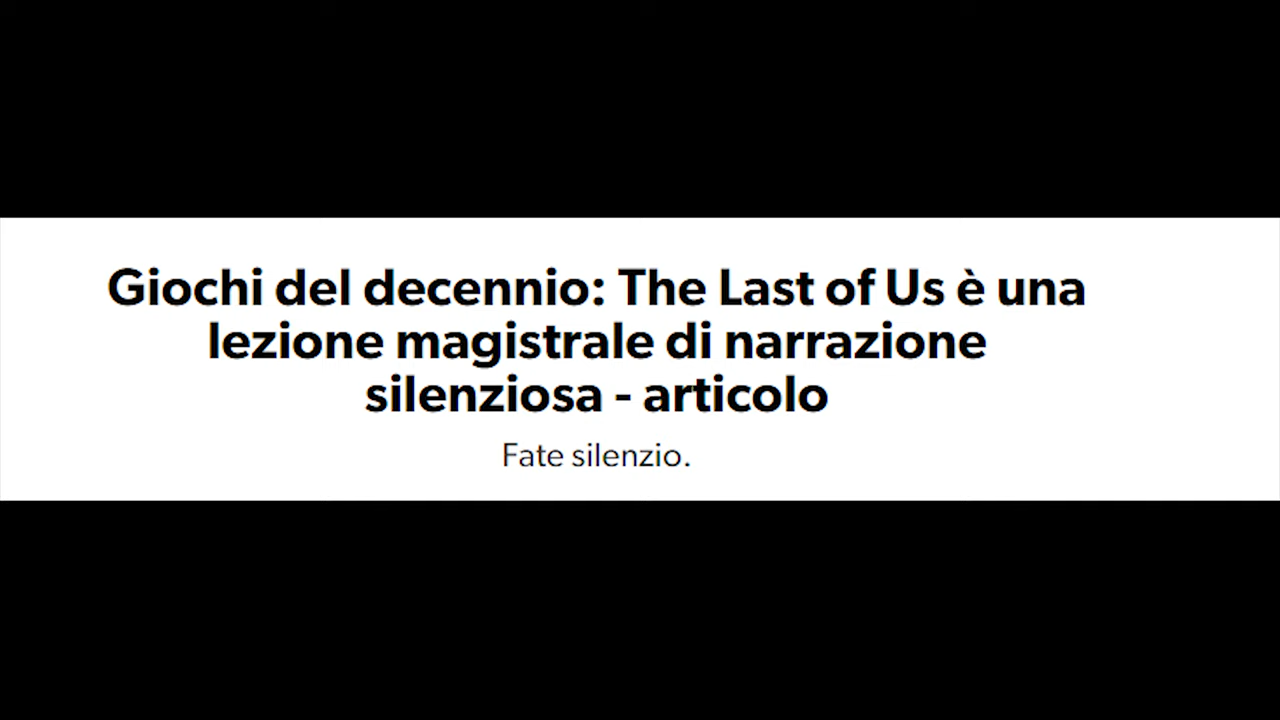 Giochi del decennio: The Last of Us è una
lezione magistrale di narrazione
silenziosa - articolo
Fate silenzio.